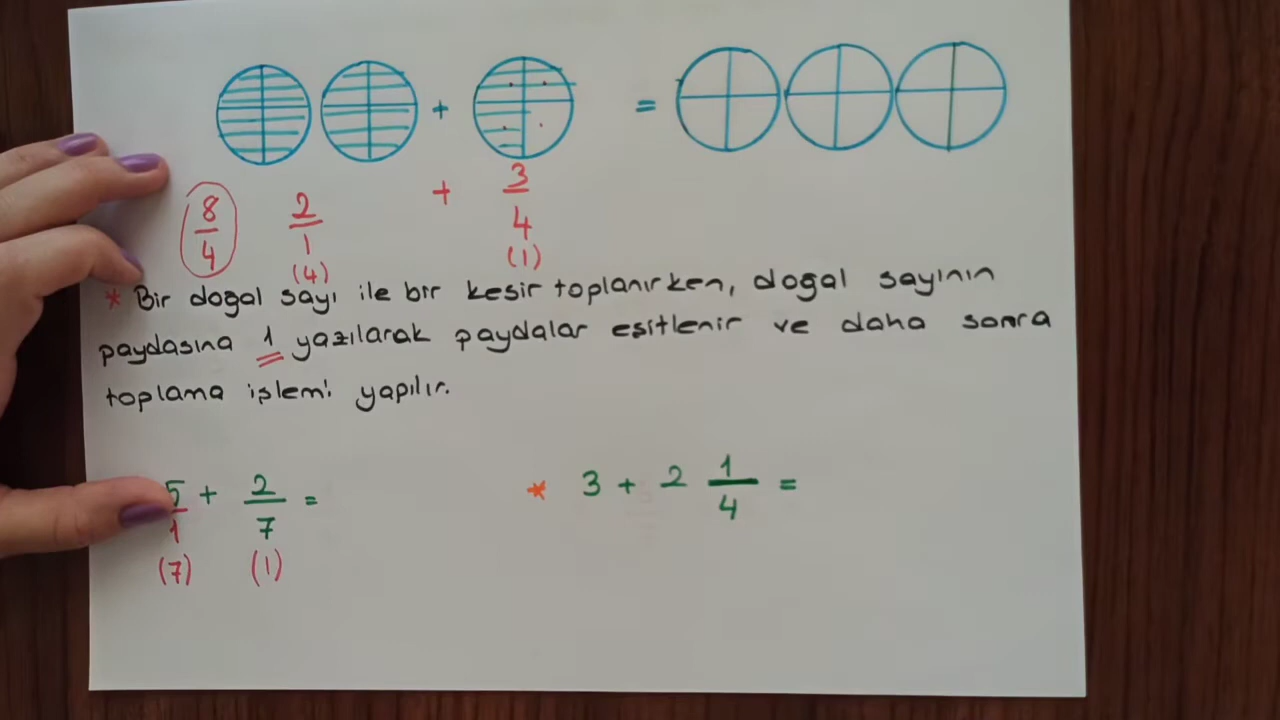 + =
8/4 2/1 + 3/4
(4) (1)
* Bir doğal sayı ile bir kesir toplanırken, doğal sayının
paydasına 1 yazılarak paydalar eşitlenir ve daha sonra
toplama işlemi yapılır.
5/1 + 2/7 = * 3 + 2 1/4 =
(7) (1)